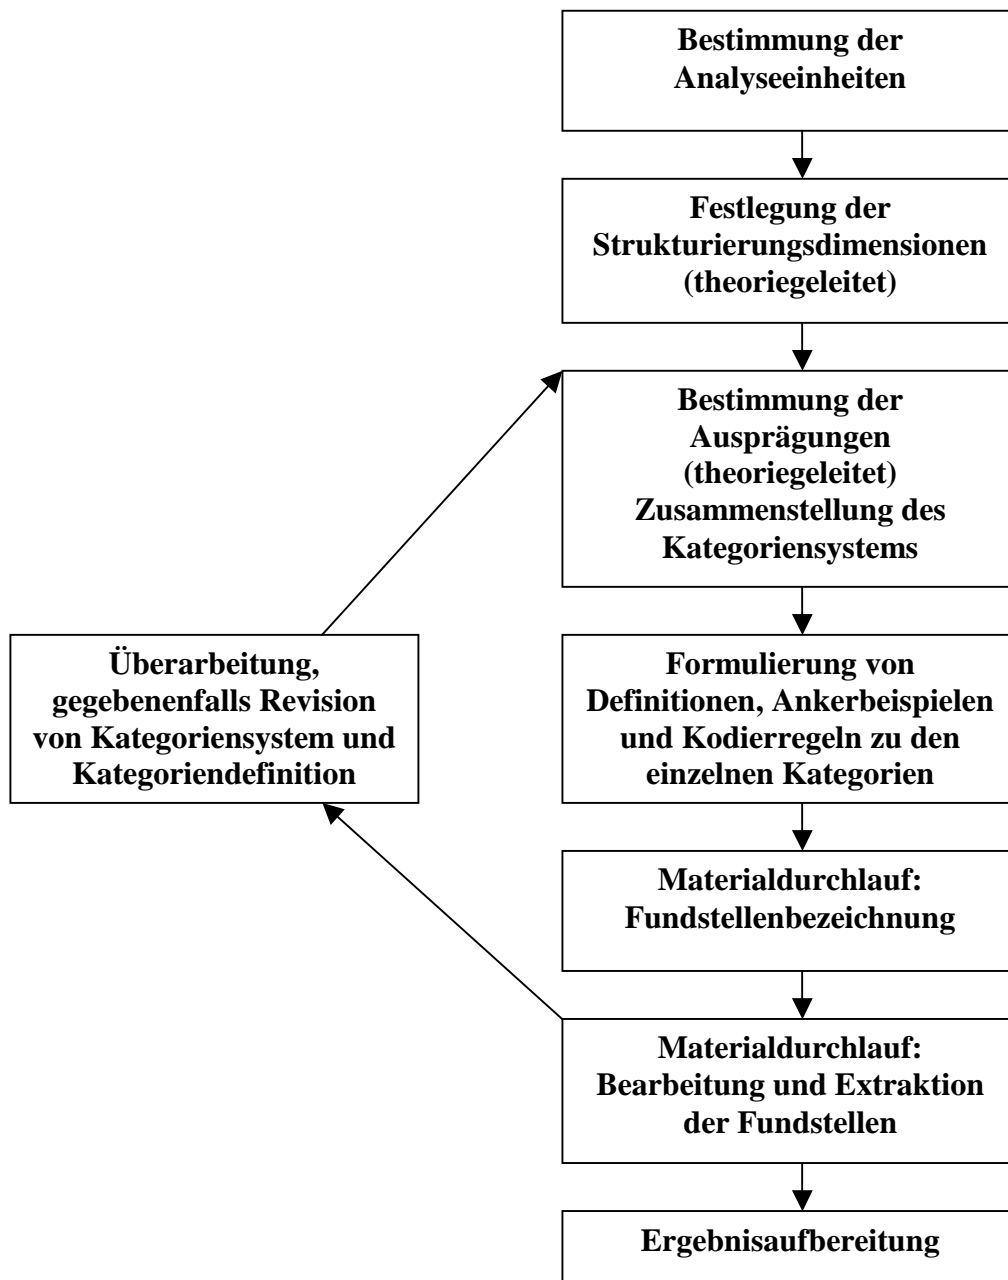 Bestimmung der
Analyseeinheiten
Festlegung der
Strukturierungsdimensionen
(theoriegeleitet)
Bestimmung der
Ausprägungen
(theoriegeleitet)
Zusammenstellung des
Kategoriensystems
Überarbeitung,
gegebenenfalls Revision
von Kategoriensystem und
Kategoriendefinition
Formulierung von
Definitionen, Ankerbeispielen
und Kodierregeln zu den
einzelnen Kategorien
Materialdurchlauf:
Fundstellenbezeichnung
Materialdurchlauf:
Bearbeitung und Extraktion
der Fundstellen
Ergebnisaufbereitung